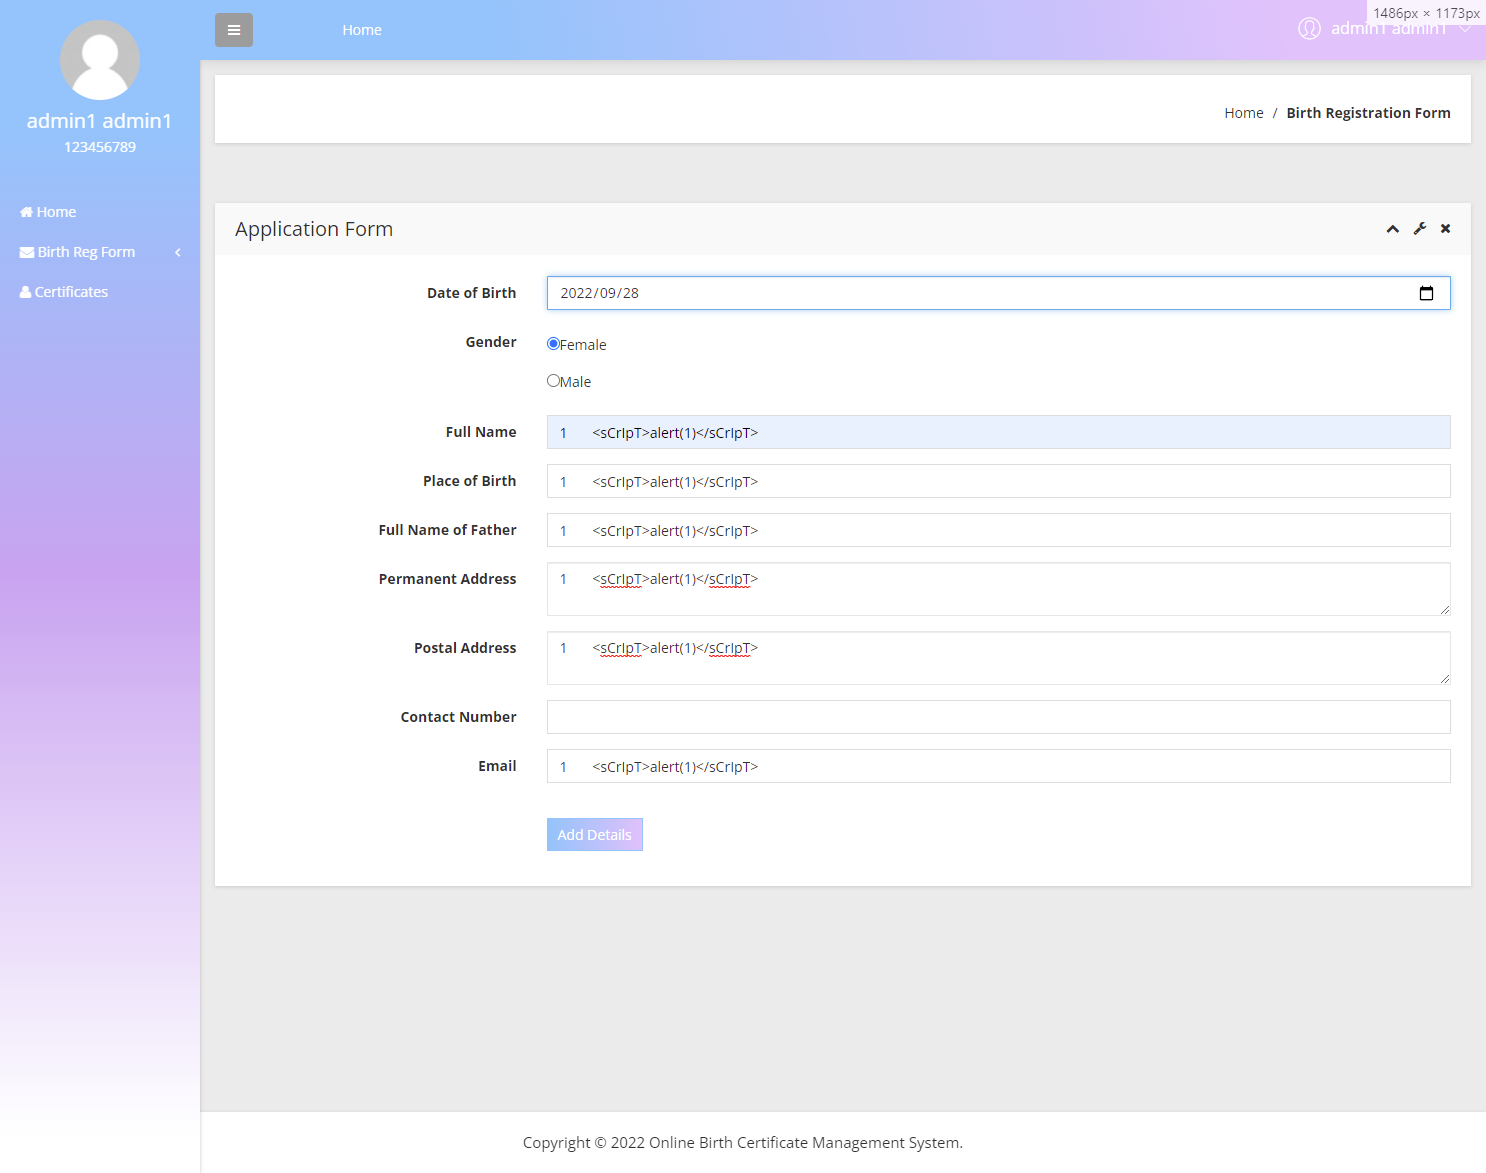 1486px × 1173px
Home
admin1 admin1
admin1 admin1
123456789
Home
Birth Reg Form
Certificates
Home / Birth Registration Form
Application Form
Date of Birth 2022/09/28
Gender Female
Male
Full Name 1 <sCrIpT>alert(1)</sCrIpT>
Place of Birth 1 <sCrIpT>alert(1)</sCrIpT>
Full Name of Father 1 <sCrIpT>alert(1)</sCrIpT>
Permanent Address 1 <sCrIpT>alert(1)</sCrIpT>
Postal Address 1 <sCrIpT>alert(1)</sCrIpT>
Contact Number
Email 1 <sCrIpT>alert(1)</sCrIpT>
Add Details
Copyright © 2022 Online Birth Certificate Management System.